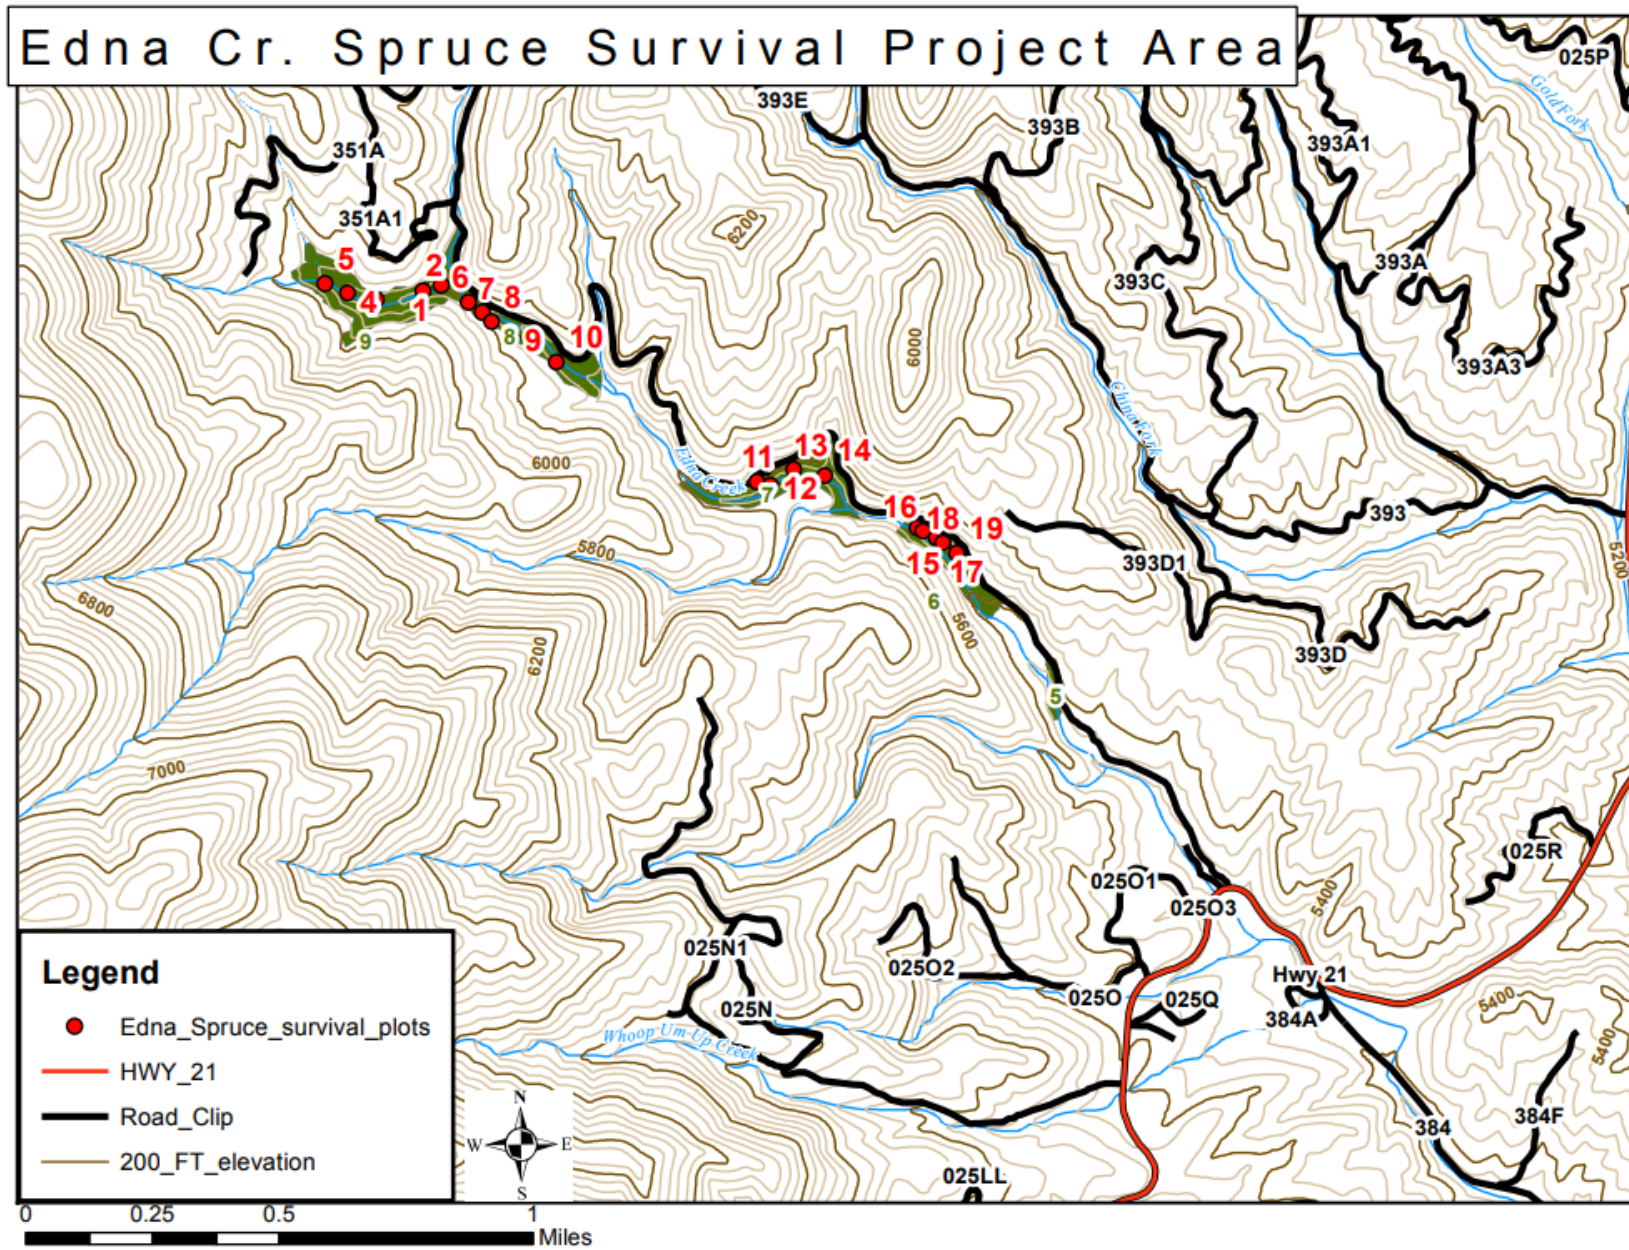 Edna Cr. Spruce Survival Project Area
025P
Gold Fork
393E
393B
393A1
351A
351A1
6200
393A
393C
5
2
6
7
8
4
1
9
8
9
10
6000
393A3
China Fork
6000
Edna Creek
11
13
14
7
12
16
18
19
393
5800
15
17
393D1
5200
6800
6
5600
6200
393D
5
7000
025R
025O1
5400
025O3
025N1
025O2
Hwy 21
025O
025Q
025N
384A
5400
5400
Whoop Um Up Creek
384
384F
025LL
Legend
Edna_Spruce_survival_plots
HWY_21
Road_Clip
200_FT_elevation
N
W E
S
0 0.25 0.5 1
Miles